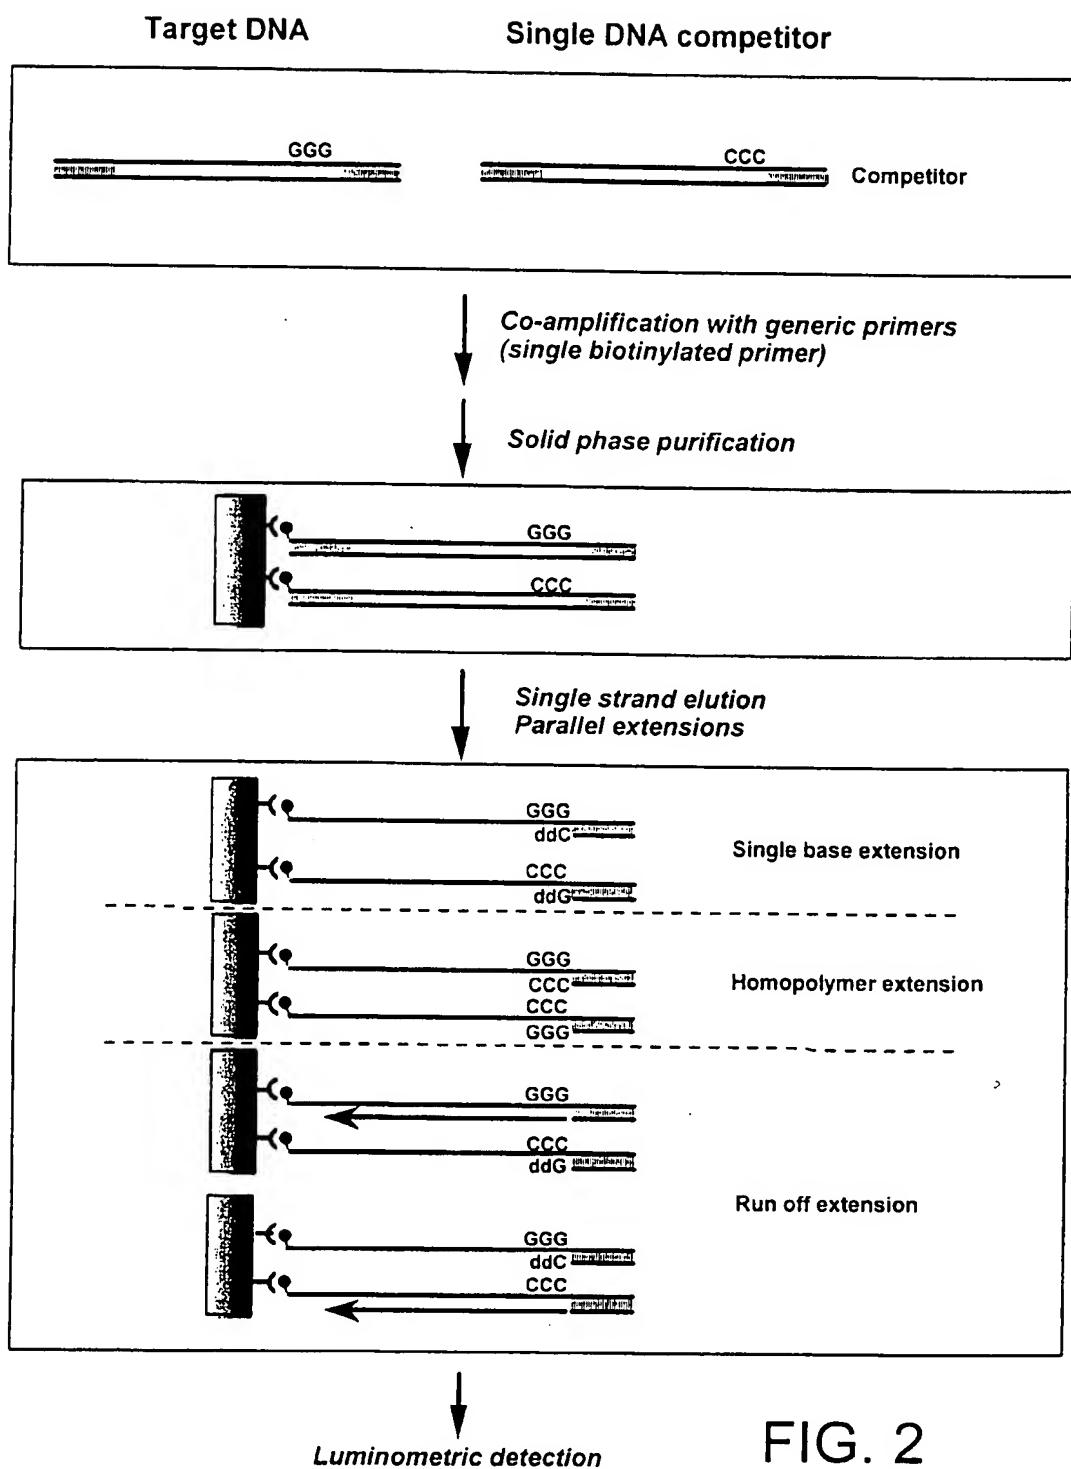 Target DNA
Single DNA competitor
GGG
CCC
Competitor
Co-amplification with generic primers
(single biotinylated primer)
Solid phase purification
GGG
CCC
Single strand elution
Parallel extensions
GGG
ddC
Single base extension
CCC
ddG
GGG
CCC
Homopolymer extension
CCC
GGG
GGG
CCC
ddG
Run off extension
GGG
ddC
CCC
Luminometric detection
FIG. 2